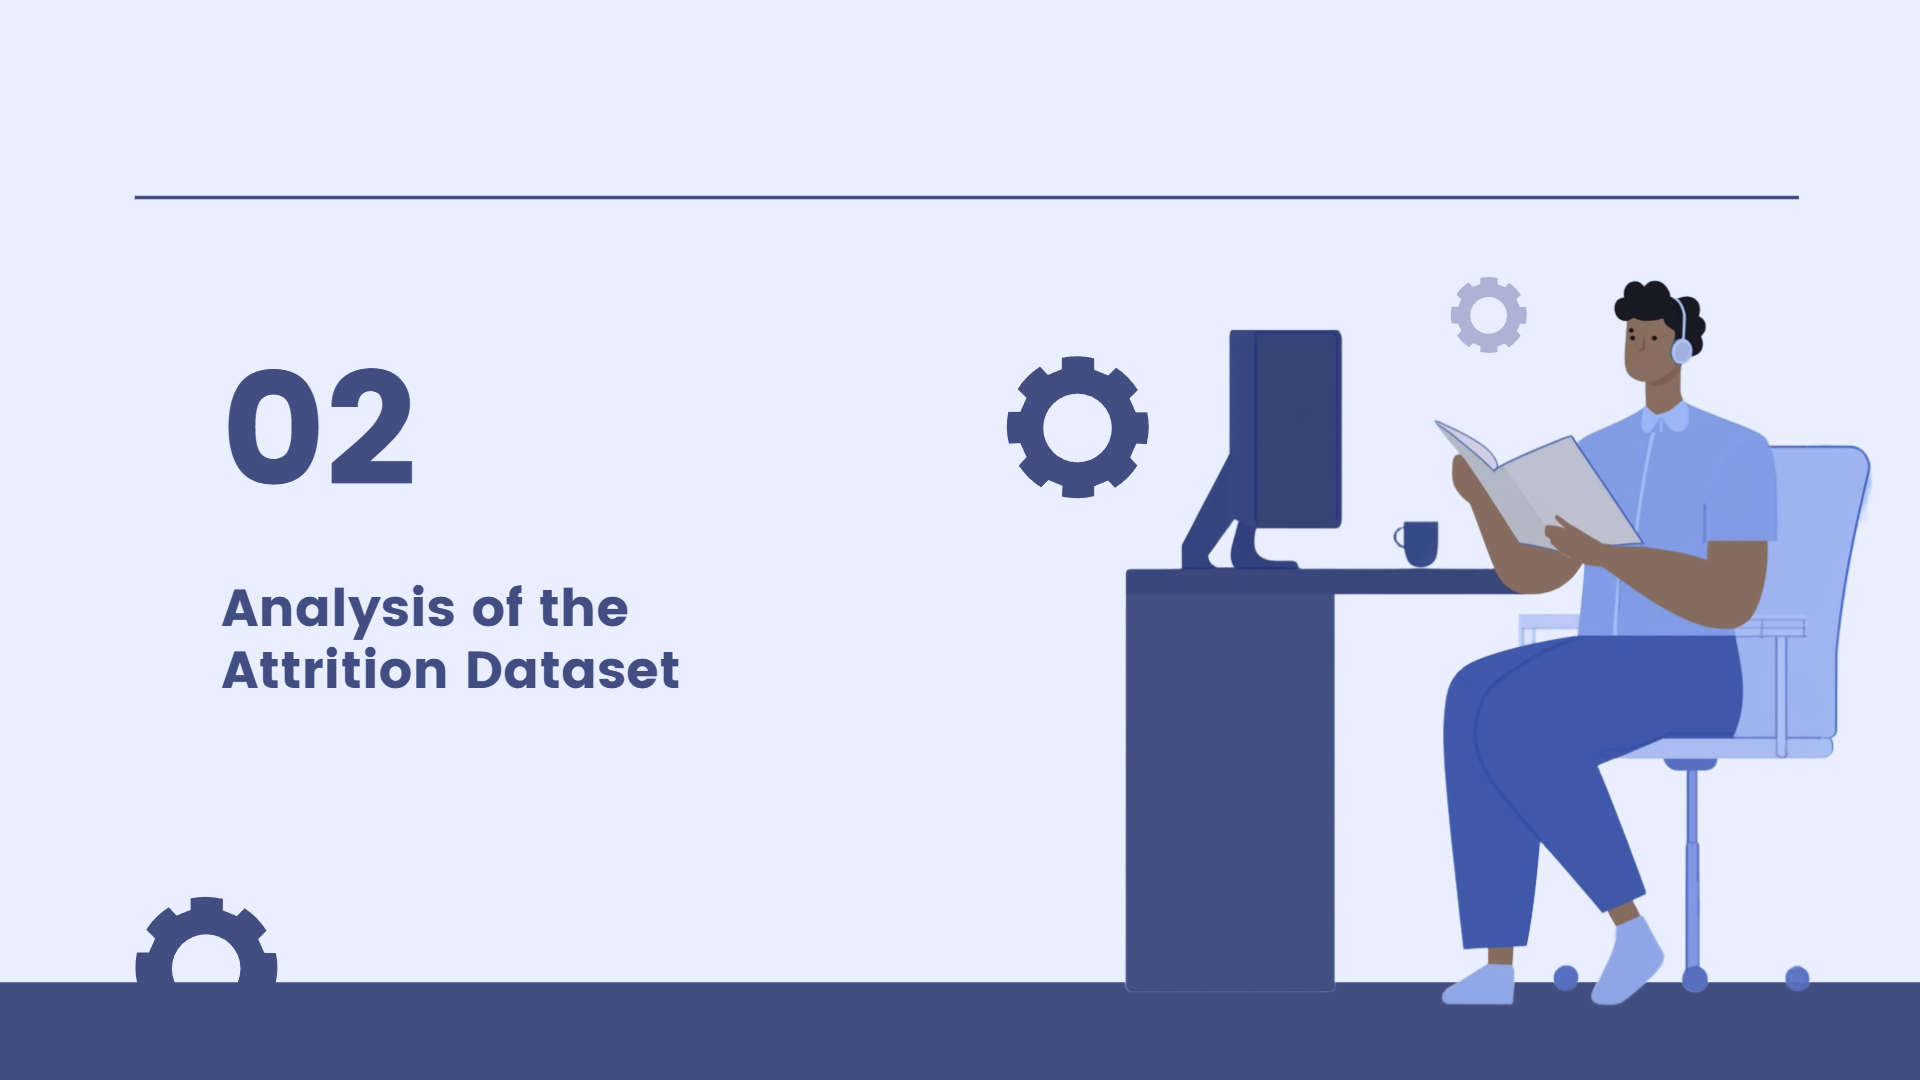 02
Analysis of the
Attrition Dataset